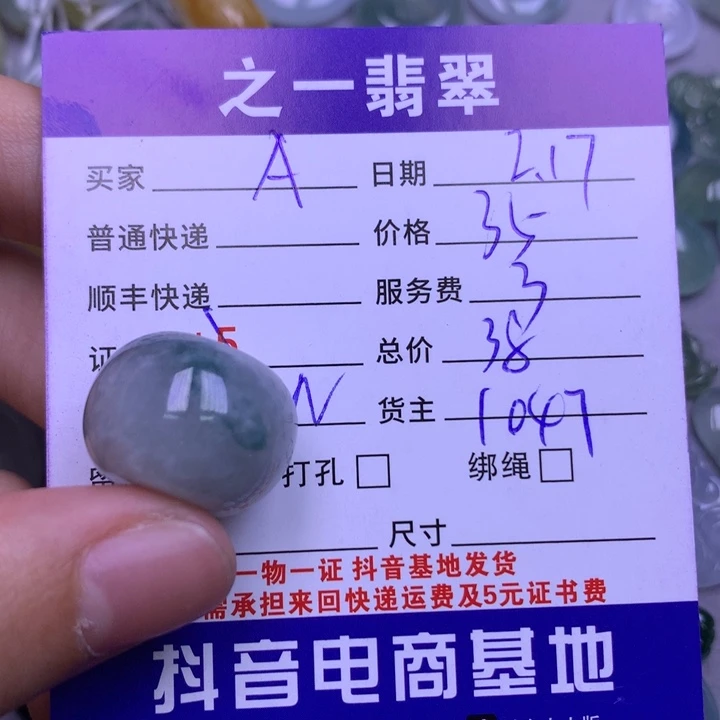 之一翡翠
买家 A 日期 2.17
普通快递 价格 35
顺丰快递 服务费 3
证 +5 总价 38
N 货主 1047
打孔 绑绳
尺寸
一物一证 抖音基地发货
需承担来回快递运费及5元证书费
抖音电商基地